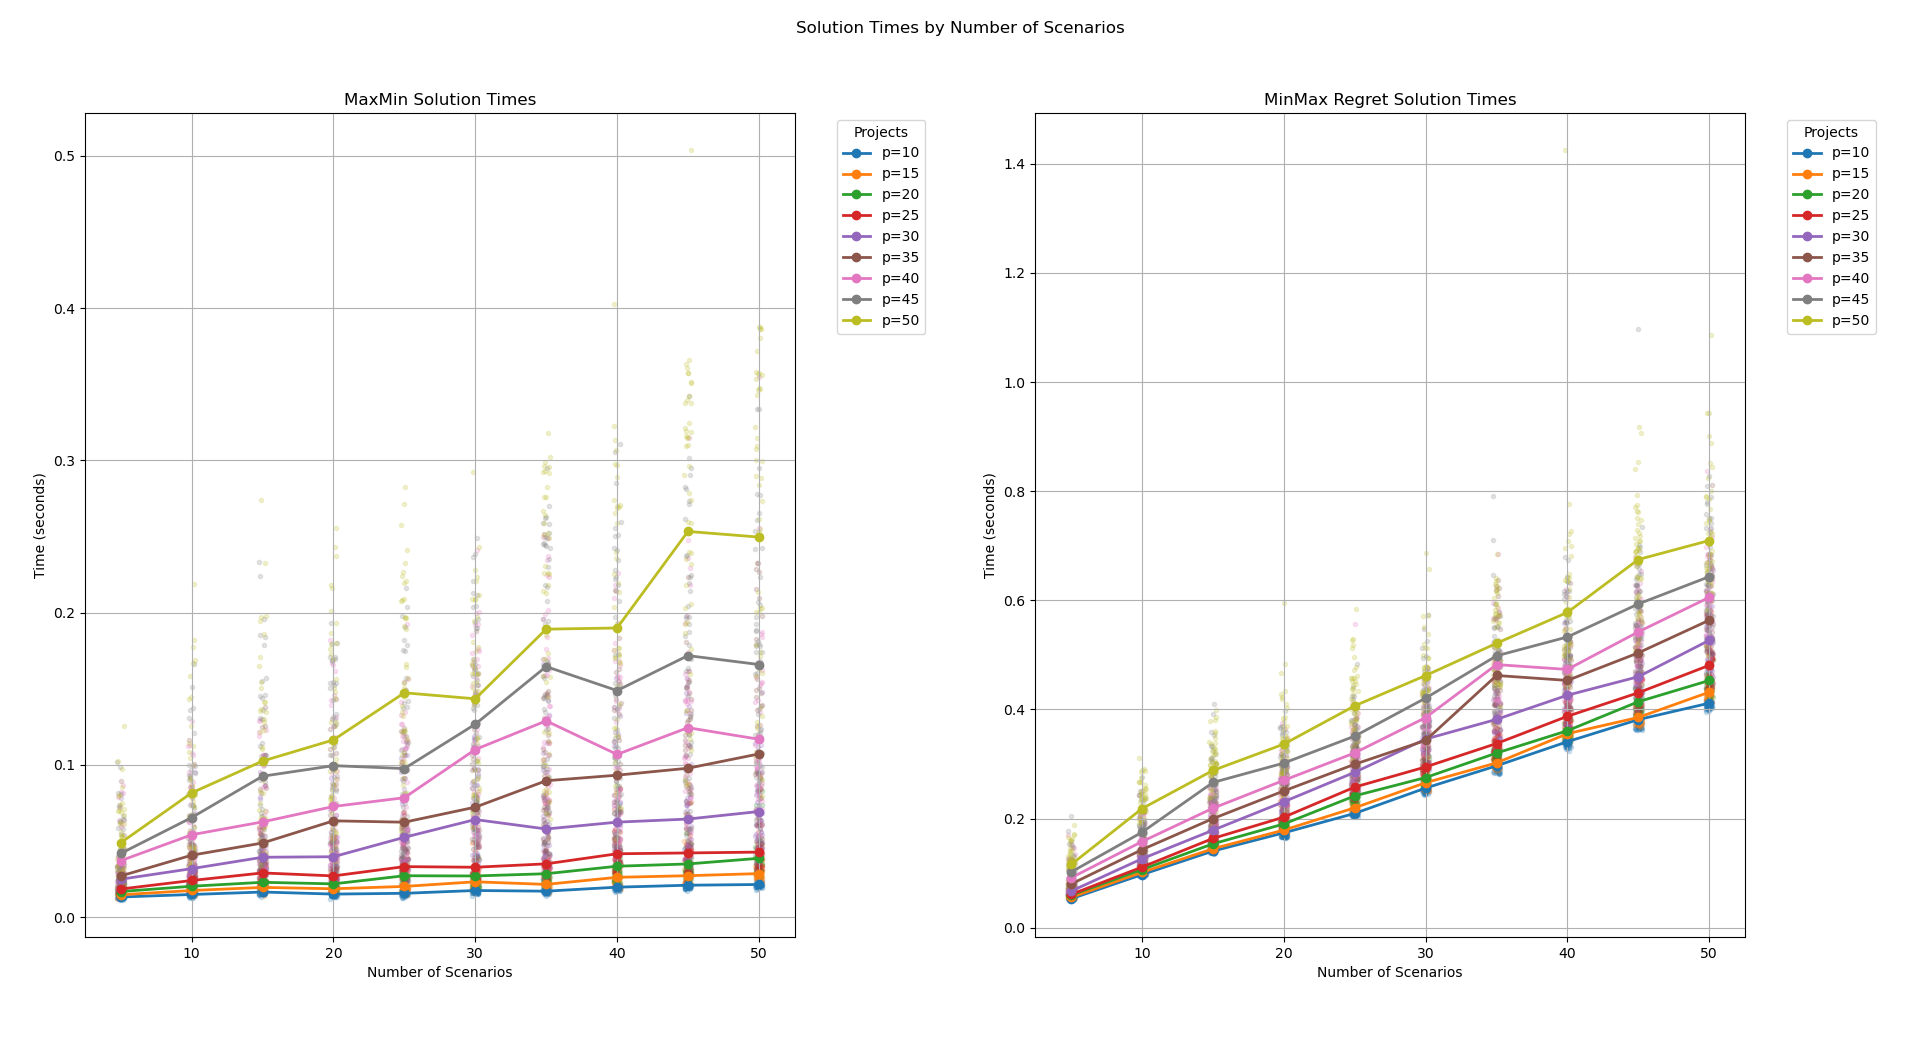 Solution Times by Number of Scenarios
MaxMin Solution Times
0.5
0.4
0.3
0.2
0.1
0.0
Time (seconds)
10 20 30 40 50
Number of Scenarios
Projects
p=10
p=15
p=20
p=25
p=30
p=35
p=40
p=45
p=50
MinMax Regret Solution Times
1.4
1.2
1.0
0.8
0.6
0.4
0.2
0.0
Time (seconds)
10 20 30 40 50
Number of Scenarios
Projects
p=10
p=15
p=20
p=25
p=30
p=35
p=40
p=45
p=50